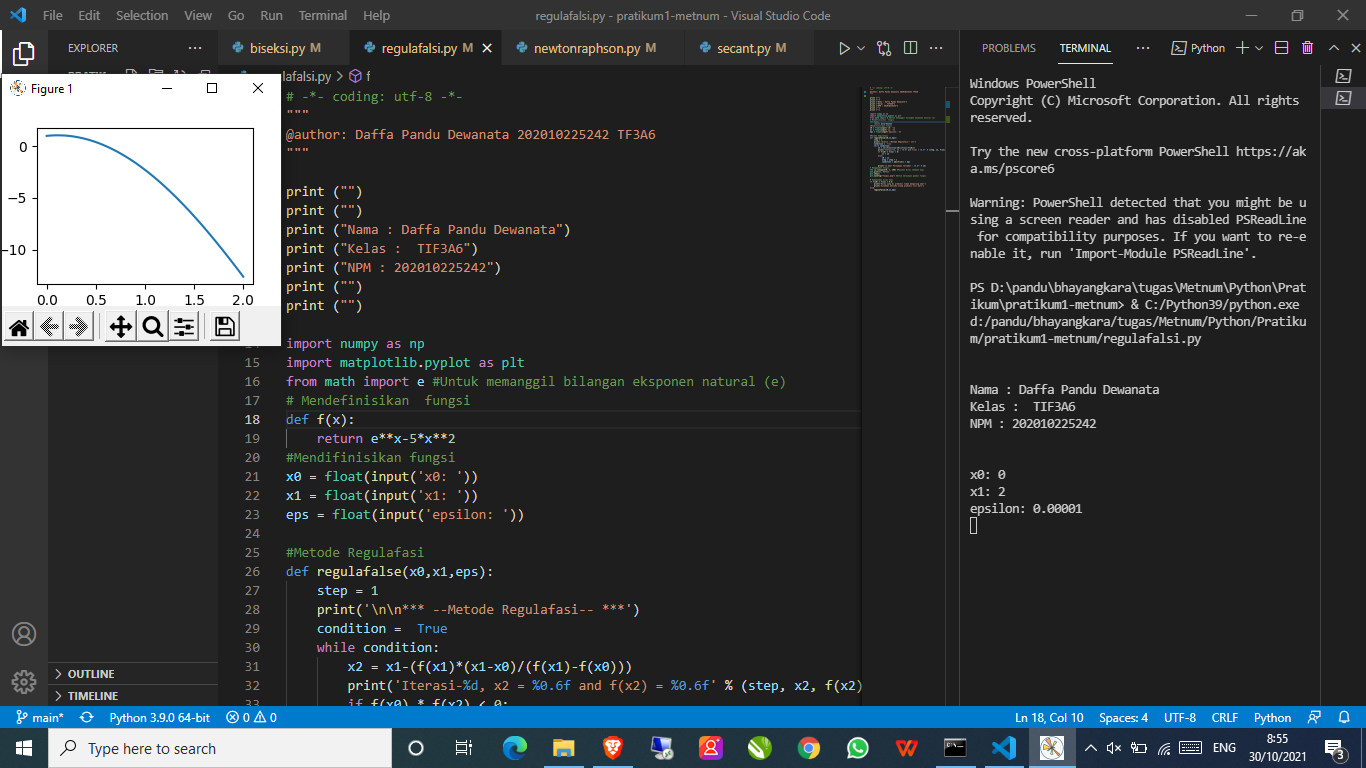 File Edit Selection View Go Run Terminal Help
regulafalsi.py - pratikum1-metnum - Visual Studio Code
EXPLORER
biseksi.py M
regulafalsi.py M
newtonraphson.py M
secant.py M
PROBLEMS
TERMINAL
Python
Figure 1
0
−5
−10
0.0 0.5 1.0 1.5 2.0
lafalsi.py > f
# -*- coding: utf-8 -*-
"""
@author: Daffa Pandu Dewanata 202010225242 TF3A6
"""
print ("")
print ("")
print ("Nama : Daffa Pandu Dewanata")
print ("Kelas :  TIF3A6")
print ("NPM : 202010225242")
print ("")
print ("")
import numpy as np
15 import matplotlib.pyplot as plt
16 from math import e #Untuk memanggil bilangan eksponen natural (e)
17 # Mendefinisikan  fungsi
18 def f(x):
19     return e**x-5*x**2
20 #Mendifinisikan fungsi
21 x0 = float(input('x0: '))
22 x1 = float(input('x1: '))
23 eps = float(input('epsilon: '))
24
25 #Metode Regulafasi
26 def regulafalse(x0,x1,eps):
27     step = 1
28     print('\n\n*** --Metode Regulafasi-- ***')
29     condition =  True
30     while condition:
31         x2 = x1-(f(x1)*(x1-x0)/(f(x1)-f(x0)))
32         print('Iterasi-%d, x2 = %0.6f and f(x2) = %0.6f' % (step, x2, f(x2)
33         if f(x0) * f(x2) < 0:
Windows PowerShell
Copyright (C) Microsoft Corporation. All rights
reserved.
Try the new cross-platform PowerShell https://ak
a.ms/pscore6
Warning: PowerShell detected that you might be u
sing a screen reader and has disabled PSReadLine
for compatibility purposes. If you want to re-e
nable it, run 'Import-Module PSReadLine'.
PS D:\pandu\bhayangkara\tugas\Metnum\Python\Prat
ikum\pratikum1-metnum> & C:/Python39/python.exe
d:/pandu/bhayangkara/tugas/Metnum/Python/Pratiku
m/pratikum1-metnum/regulafalsi.py
Nama : Daffa Pandu Dewanata
Kelas :  TIF3A6
NPM : 202010225242
x0: 0
x1: 2
epsilon: 0.00001
OUTLINE
TIMELINE
main* Python 3.9.0 64-bit 0 0
Ln 18, Col 10 Spaces: 4 UTF-8 CRLF Python
Type here to search
ENG
8:55
30/10/2021
3